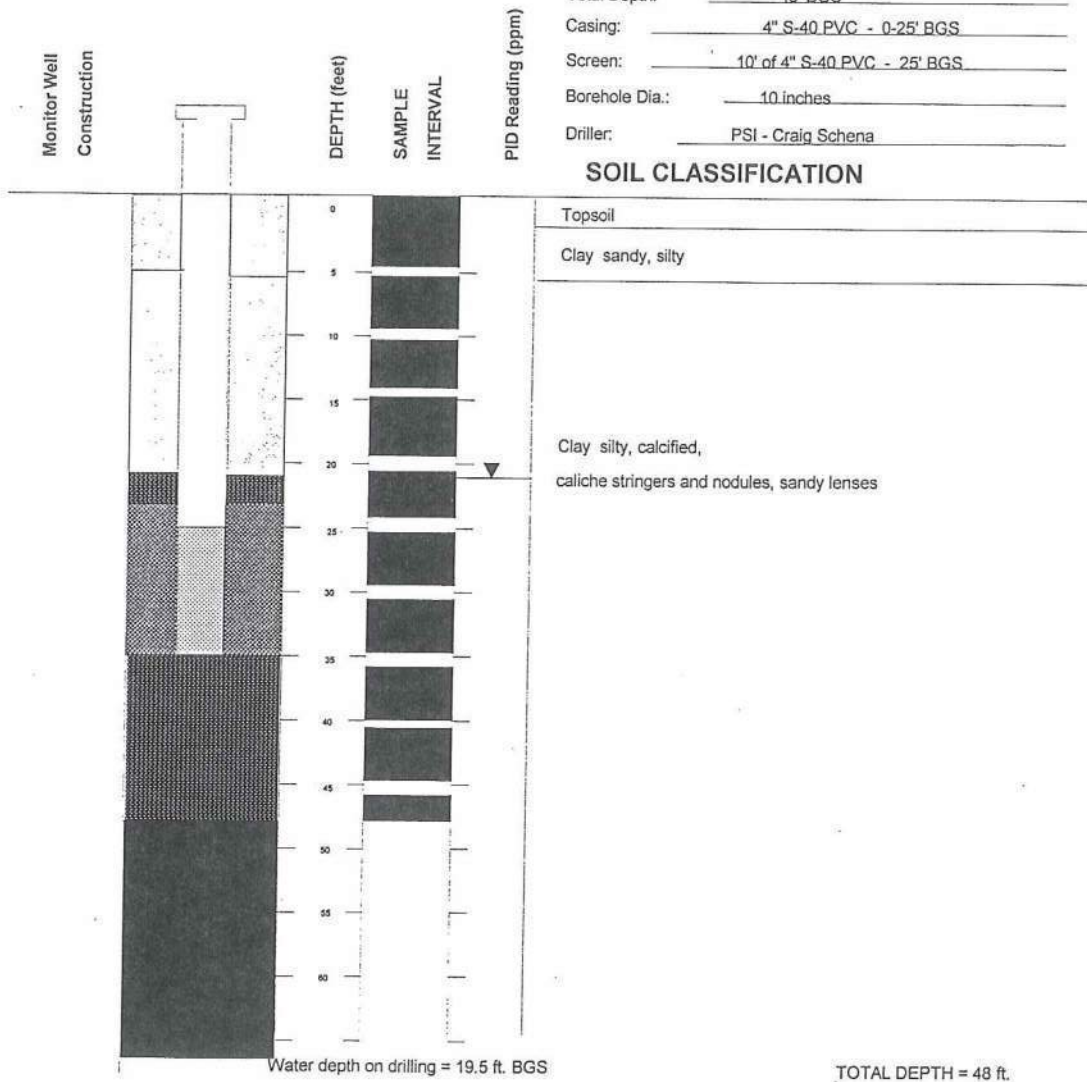 Casing: 4" S-40 PVC - 0-25' BGS
Screen: 10' of 4" S-40 PVC - 25' BGS
Borehole Dia.: 10 inches
Driller: PSI - Craig Schena
Monitor Well
Construction
DEPTH (feet)
SAMPLE
INTERVAL
PID Reading (ppm)
SOIL CLASSIFICATION
0
Topsoil
Clay sandy, silty
5
10
15
Clay silty, calcified,
20
caliche stringers and nodules, sandy lenses
25
30
35
40
45
50
55
60
Water depth on drilling = 19.5 ft. BGS
TOTAL DEPTH = 48 ft.